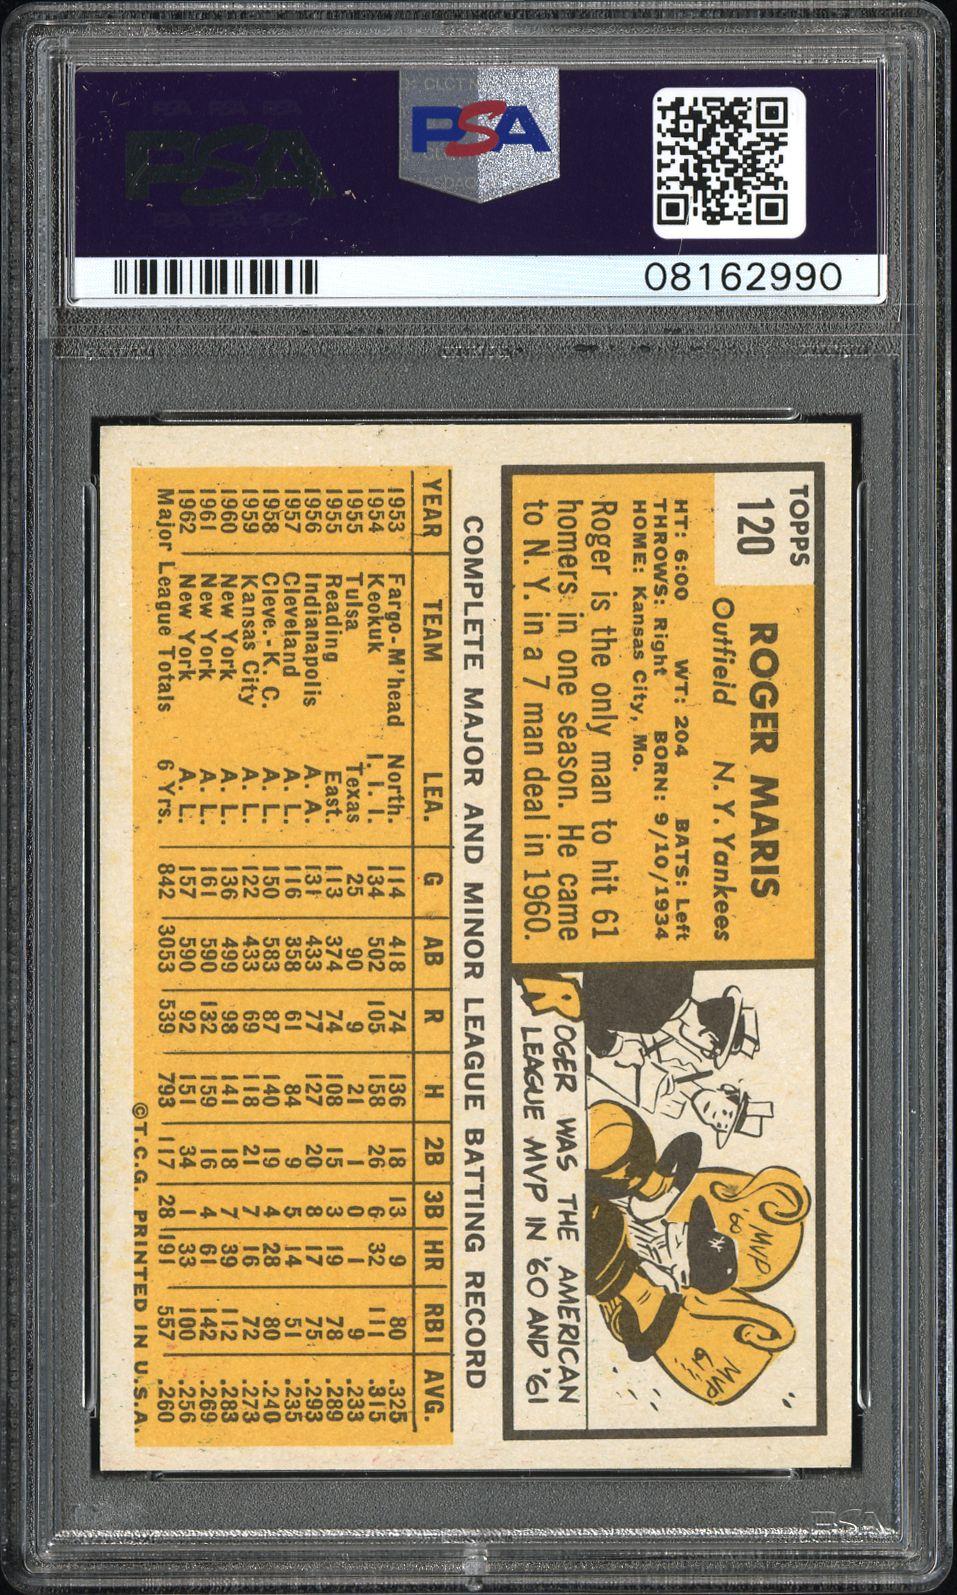 PSA
PSA
08162990
TOPPS
120
ROGER MARIS
Outfield N. Y. Yankees
HT: 6:00 WT: 204 BATS: Left
THROWS: Right BORN: 9/10/1934
HOME: Kansas City, Mo.
Roger is the only man to hit 61
homers in one season. He came
to N. Y. in a 7 man deal in 1960.
MVP
'60
MVP
61
ROGER WAS THE AMERICAN
LEAGUE MVP IN '60 AND '61
COMPLETE MAJOR AND MINOR LEAGUE BATTING RECORD
YEAR TEAM LEA. G AB R H 2B 3B HR RBI AVG.
1953 Fargo-M'head North. 114 418 74 136 18 13 9 80 .325
1954 Keokuk I. I. I. 134 502 105 158 26 6 32 111 .315
1955 Tulsa Texas 25 90 9 21 1 0 1 9 .233
1955 Reading East. 113 374 74 108 15 3 19 78 .289
1956 Indianapolis A. A. 131 433 77 127 20 8 17 75 .293
1957 Cleveland A. L. 116 358 61 84 9 5 14 51 .235
1958 Cleve.-K. C. A. L. 150 583 87 140 19 4 28 80 .240
1959 Kansas City A. L. 122 433 69 118 21 7 16 72 .273
1960 New York A. L. 136 499 98 141 18 7 39 112 .283
1961 New York A. L. 161 590 132 159 16 4 61 142 .269
1962 New York A. L. 157 590 92 151 34 1 33 100 .256
Major League Totals 6 Yrs. 842 3053 539 793 117 28 191 557 .260
©T.C.G. PRINTED IN U.S.A.
PSA